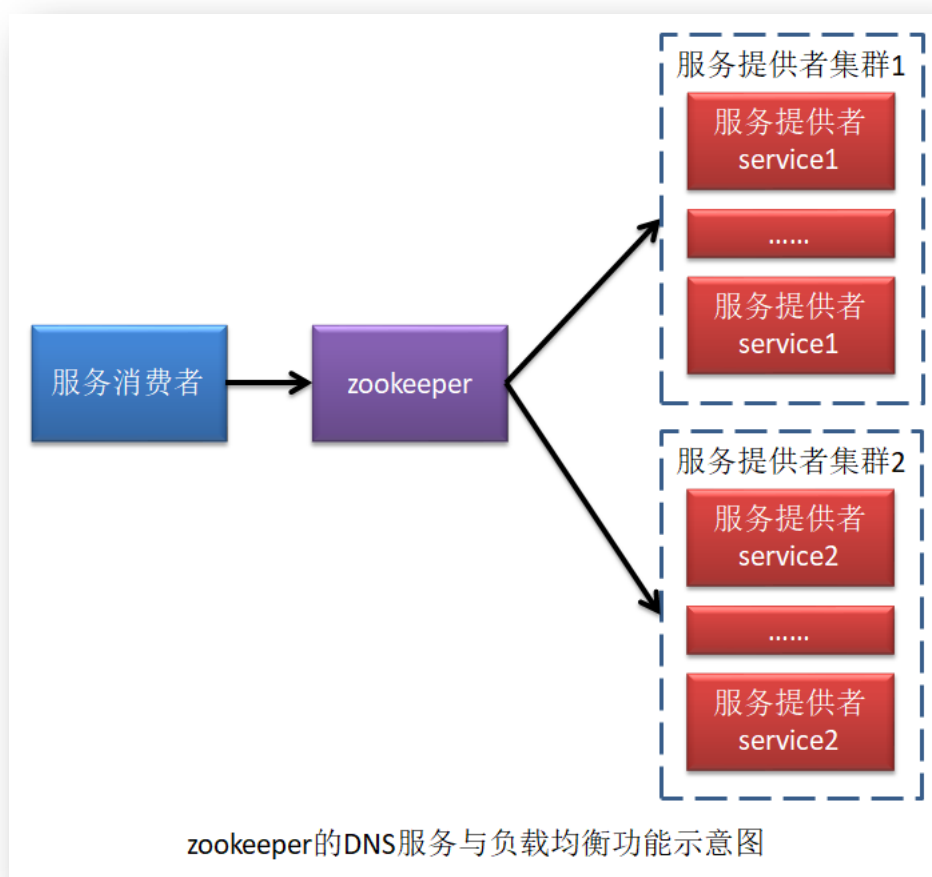 服务提供者集群1
服务提供者
service1
……
服务提供者
service1
服务消费者
zookeeper
服务提供者集群2
服务提供者
service2
……
服务提供者
service2
zookeeper的DNS服务与负载均衡功能示意图